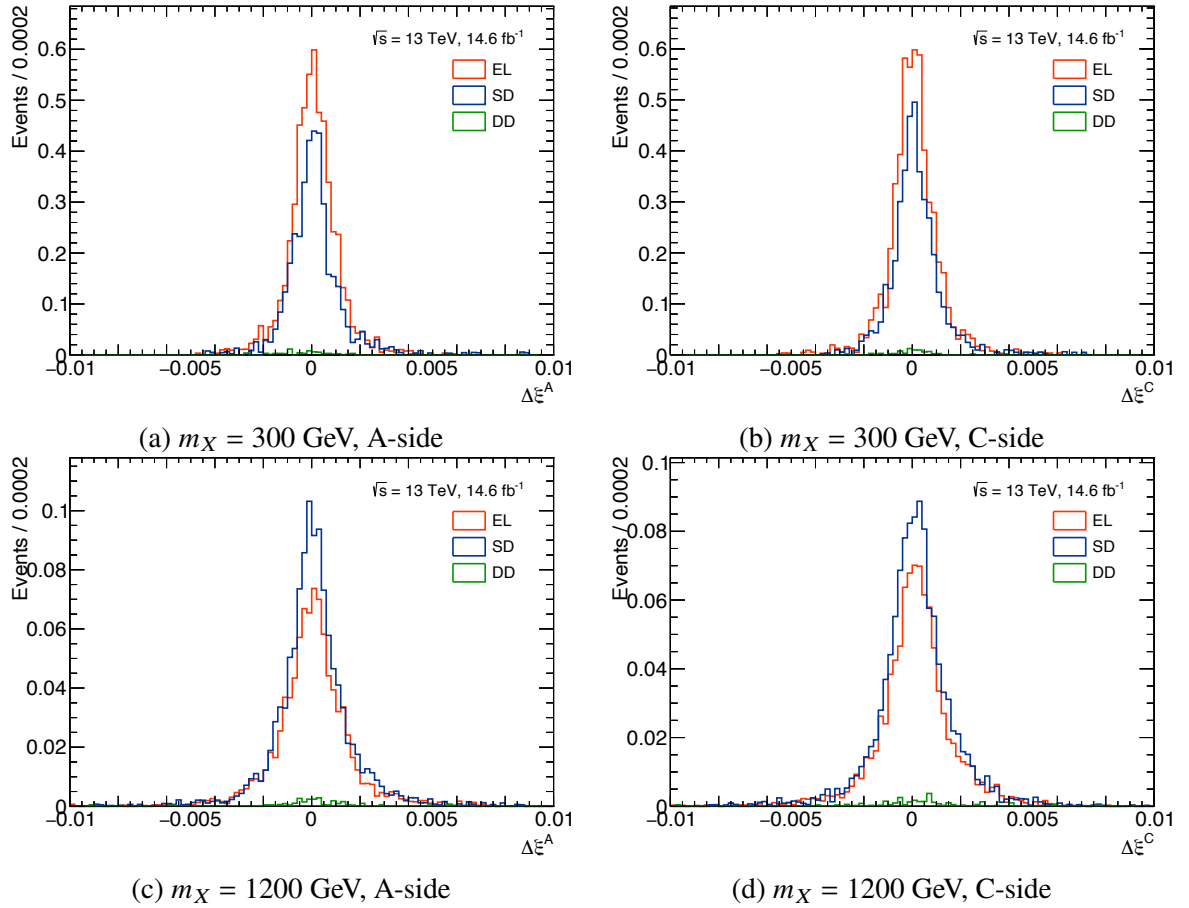 Events / 0.0002
0.6
0.5
0.4
0.3
0.2
0.1
0
√s = 13 TeV, 14.6 fb⁻¹
EL
SD
DD
−0.01 −0.005 0 0.005 0.01
Δξᴬ
(a) m_X = 300 GeV, A-side
Events / 0.0002
0.6
0.5
0.4
0.3
0.2
0.1
0
√s = 13 TeV, 14.6 fb⁻¹
EL
SD
DD
−0.01 −0.005 0 0.005 0.01
Δξ^C
(b) m_X = 300 GeV, C-side
Events / 0.0002
0.1
0.08
0.06
0.04
0.02
0
√s = 13 TeV, 14.6 fb⁻¹
EL
SD
DD
−0.01 −0.005 0 0.005 0.01
Δξᴬ
(c) m_X = 1200 GeV, A-side
Events / 0.0002
0.1
0.08
0.06
0.04
0.02
0
√s = 13 TeV, 14.6 fb⁻¹
EL
SD
DD
−0.01 −0.005 0 0.005 0.01
Δξ^C
(d) m_X = 1200 GeV, C-side